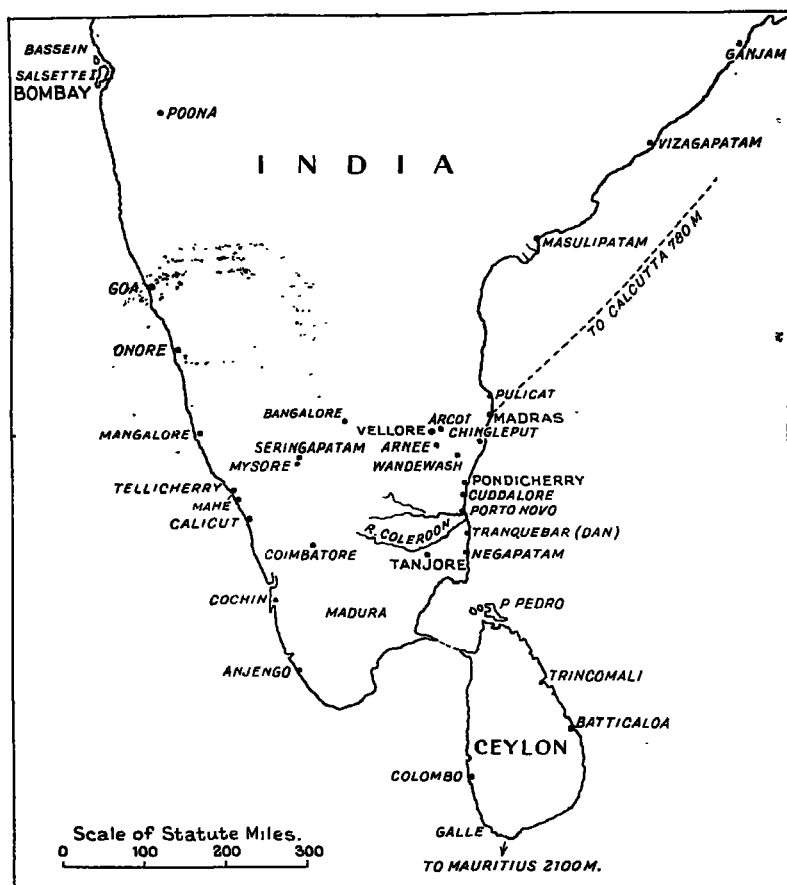 BASSEIN
SALSETTE I
BOMBAY
POONA
INDIA
GANJAM
VIZAGAPATAM
MASULIPATAM
TO CALCUTTA 780 M
GOA
ONORE
PULICAT
MADRAS
BANGALORE
ARCOT
VELLORE
CHINGLEPUT
MANGALORE
ARNEE
SERINGAPATAM
WANDEWASH
MYSORE
PONDICHERRY
TELLICHERRY
CUDDALORE
MAHÉ
PORTO NOVO
CALICUT
R. COLEROON
TRANQUEBAR (DAN)
COIMBATORE
NEGAPATAM
TANJORE
COCHIN
MADURA
P PEDRO
ANJENGO
TRINCOMALI
BATTICALOA
CEYLON
COLOMBO
GALLE
Scale of Statute Miles.
0 100 200 300
TO MAURITIUS 2100 M.